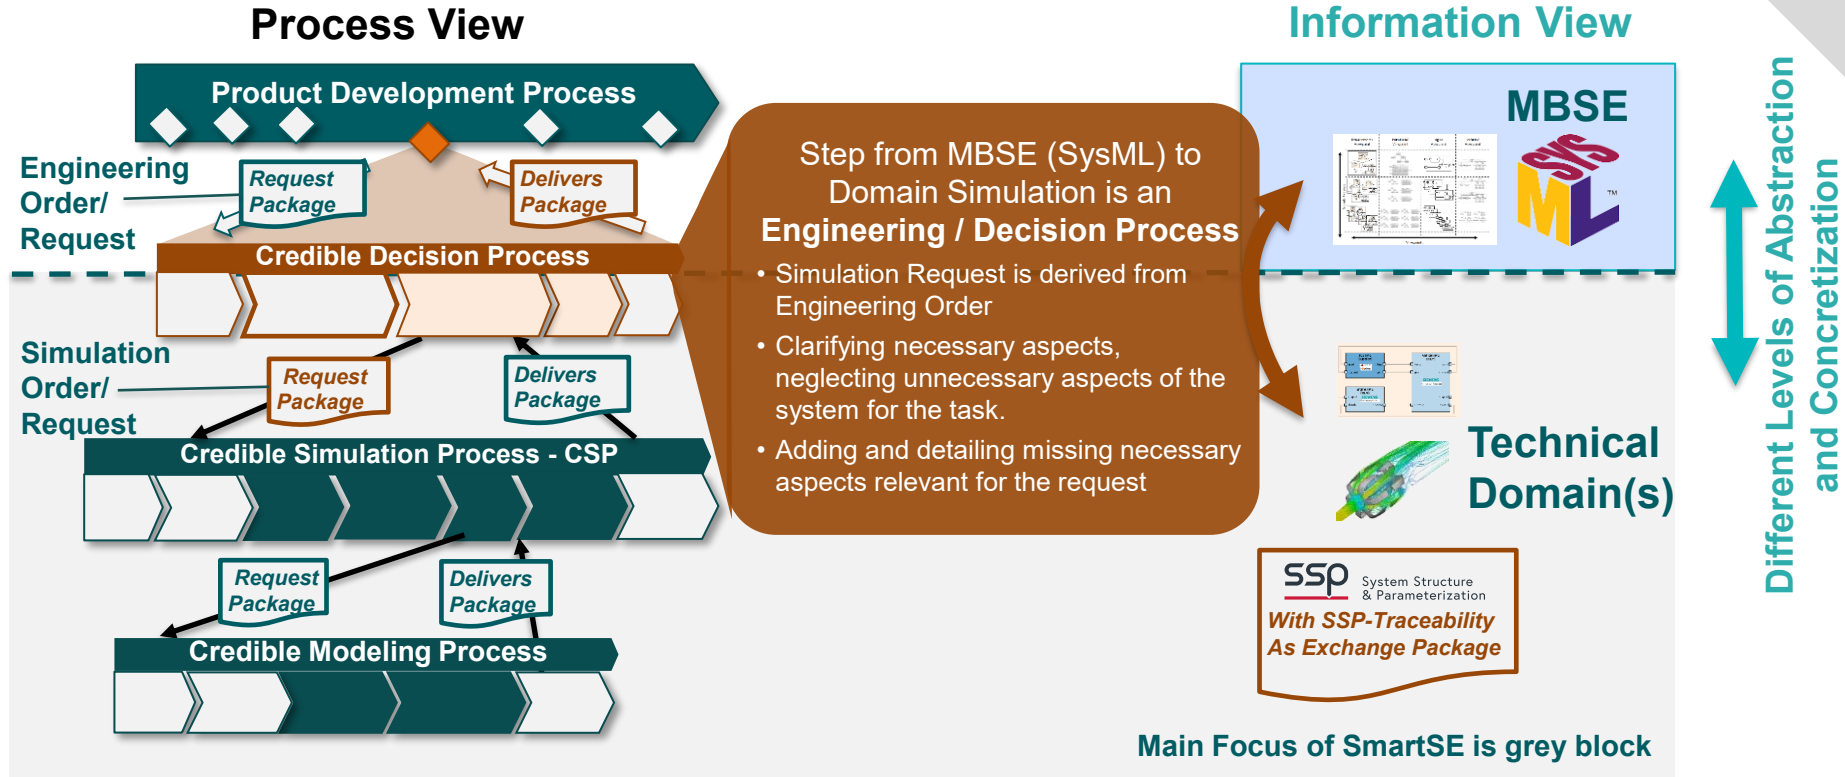 Process View
Information View
Product Development Process
Engineering
Order/
Request
Request
Package
Delivers
Package
Credible Decision Process
Simulation
Order/
Request
Request
Package
Delivers
Package
Credible Simulation Process - CSP
Request
Package
Delivers
Package
Credible Modeling Process
Step from MBSE (SysML) to
Domain Simulation is an
Engineering / Decision Process
• Simulation Request is derived from
Engineering Order
• Clarifying necessary aspects,
neglecting unnecessary aspects of the
system for the task.
• Adding and detailing missing necessary
aspects relevant for the request
MBSE
SYS
ML
™
Technical
Domain(s)
ssp System Structure
& Parameterization
With SSP-Traceability
As Exchange Package
Main Focus of SmartSE is grey block
Different Levels of Abstraction
and Concretization